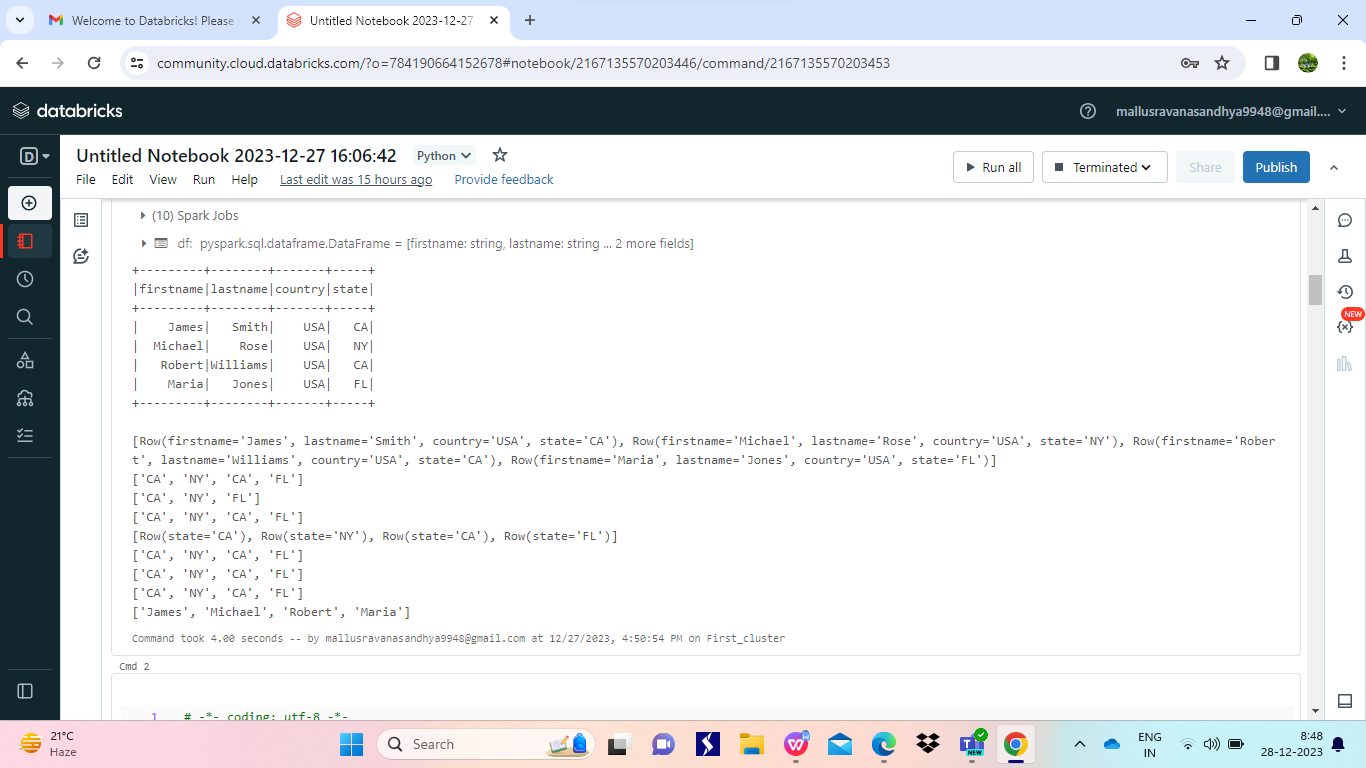 Welcome to Databricks! Please
Untitled Notebook 2023-12-27
community.cloud.databricks.com/?o=784190664152678#notebook/2167135570203446/command/2167135570203453
databricks
mallusravanasandhya9948@gmail....
D
Untitled Notebook 2023-12-27 16:06:42
Python
File Edit View Run Help Last edit was 15 hours ago Provide feedback
Run all
Terminated
Share
Publish
(10) Spark Jobs
df: pyspark.sql.dataframe.DataFrame = [firstname: string, lastname: string ... 2 more fields]
+---------+--------+-------+-----+
|firstname|lastname|country|state|
+---------+--------+-------+-----+
|    James|   Smith|    USA|   CA|
|  Michael|    Rose|    USA|   NY|
|   Robert|Williams|    USA|   CA|
|    Maria|   Jones|    USA|   FL|
+---------+--------+-------+-----+
[Row(firstname='James', lastname='Smith', country='USA', state='CA'), Row(firstname='Michael', lastname='Rose', country='USA', state='NY'), Row(firstname='Rober
t', lastname='Williams', country='USA', state='CA'), Row(firstname='Maria', lastname='Jones', country='USA', state='FL')]
['CA', 'NY', 'CA', 'FL']
['CA', 'NY', 'FL']
['CA', 'NY', 'CA', 'FL']
[Row(state='CA'), Row(state='NY'), Row(state='CA'), Row(state='FL')]
['CA', 'NY', 'CA', 'FL']
['CA', 'NY', 'CA', 'FL']
['CA', 'NY', 'CA', 'FL']
['James', 'Michael', 'Robert', 'Maria']
Command took 4.00 seconds -- by mallusravanasandhya9948@gmail.com at 12/27/2023, 4:50:54 PM on First_cluster
Cmd 2
1 # -*- coding: utf-8 -*-
NEW
{x}
21°C
Haze
Search
NEW
ENG
IN
8:48
28-12-2023